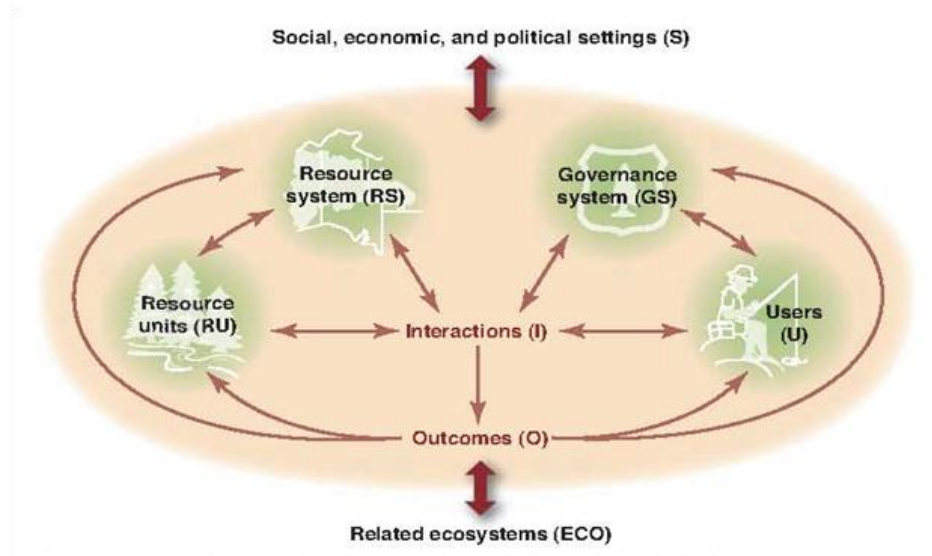 Social, economic, and political settings (S)
Resource
system (RS)
Governance
system (GS)
Resource
units (RU)
Interactions (I)
Users
(U)
Outcomes (O)
Related ecosystems (ECO)